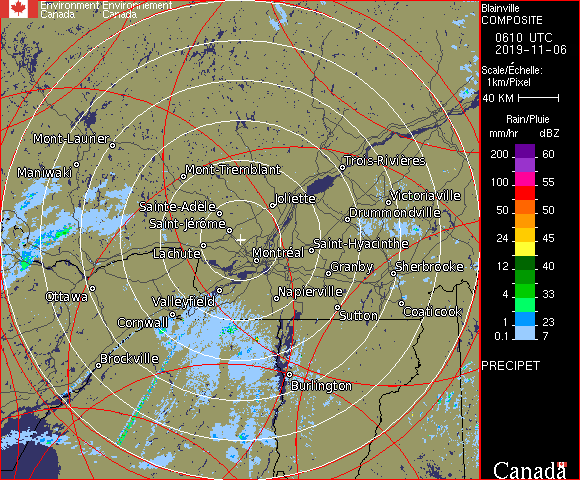 Environment Environnement
Canada Canada
Blainville
COMPOSITE
0610 UTC
2019-11-06
Scale/Échelle:
1km/Pixel
40 KM
Rain/Pluie
mm/hr dBZ
200 60
150 57
100 55
50 50
24 45
12 40
4 33
1 23
0.1 7
PRECIPET
Canada
Mont-Laurier
Maniwaki
Mont-Tremblant
Trois-Rivières
Joliette
Victoriaville
Sainte-Adèle
Drummondville
Saint-Jérôme
Saint-Hyacinthe
Lachute
Montréal
Granby
Sherbrooke
Ottawa
Valleyfield
Napierville
Cornwall
Sutton
Coaticook
Brockville
Burlington